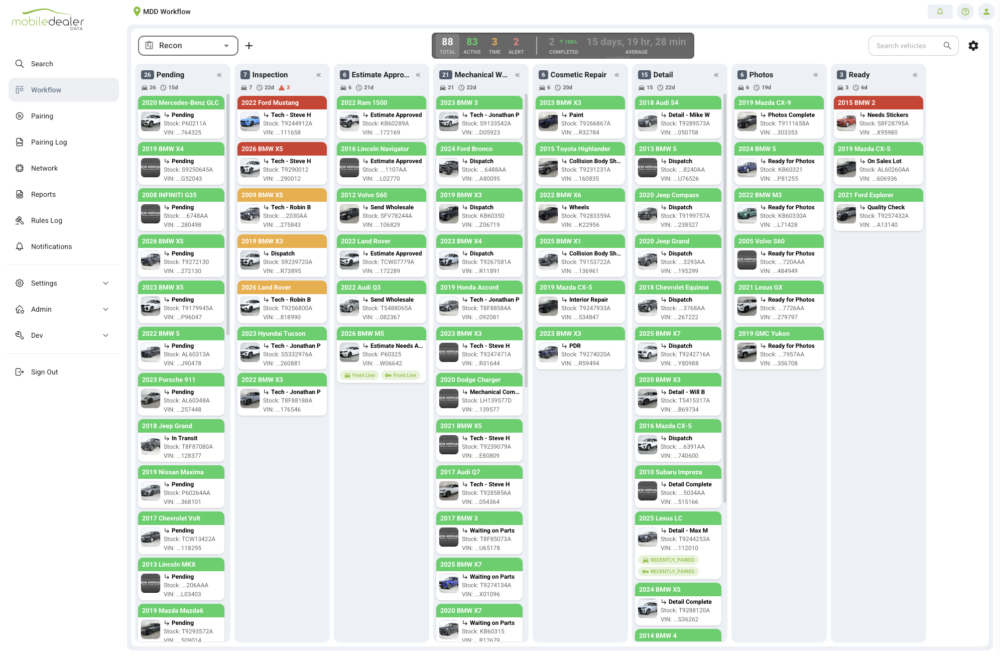 mobiledealer
DATA
Search
Workflow
Pairing
Pairing Log
Network
Reports
Rules Log
Notifications
Settings
Admin
Dev
Sign Out
MDD Workflow
Recon
88
TOTAL
83
ACTIVE
3
TIME
2
ALERT
2 100%
COMPLETED
15 days, 19 hr, 28 min
AVERAGE
THIS MONTH
Search vehicles
26 Pending
26 15d
2020 Mercedes-Benz GLC
Pending
Stock: P60211A
VIN: ...764325
2019 BMW X4
Pending
Stock: S9250645A
VIN: ...G52043
2008 INFINITI G35
Pending
Stock: ...6748AA
VIN: ...280498
2026 BMW X5
Pending
Stock: T9272130
VIN: ...272130
2023 BMW X5
Pending
Stock: T9179945A
VIN: ...P96047
2022 BMW 5
Pending
Stock: AL60313A
VIN: ...J90478
2023 Porsche 911
Pending
Stock: AL60348A
VIN: ...257448
2018 Jeep Grand
In Transit
Stock: T8F87080A
VIN: ...128377
2019 Nissan Maxima
Pending
Stock: P60264AA
VIN: ...368101
2017 Chevrolet Volt
Pending
Stock: TCW13422A
VIN: ...118295
2013 Lincoln MKX
Pending
Stock: ...206AAA
VIN: ...L03403
2019 Mazda Mazda6
Pending
Stock: T9293572A
VIN: ...509014
7 Inspection
7 22d 3
2022 Ford Mustang
Tech - Steve H
Stock: T9244912A
VIN: ...111658
2026 BMW X5
Tech - Steve H
Stock: T9290012
VIN: ...290012
2009 BMW X5
Tech - Robin B
Stock: ...2030AA
VIN: ...275843
2019 BMW X3
Dispatch
Stock: S9239720A
VIN: ...R73895
2026 Land Rover
Tech - Robin B
Stock: T9256800A
VIN: ...818990
2023 Hyundai Tucson
Tech - Jonathan P
Stock: S5332976A
VIN: ...260881
2022 BMW X3
Tech - Jonathan P
Stock: T8F88188A
VIN: ...176546
6 Estimate Appro...
6 21d
2022 Ram 1500
Estimate Approved
Stock: KB60289A
VIN: ...172169
2016 Lincoln Navigator
Estimate Approved
Stock: ...1107AA
VIN: ...L02770
2012 Volvo S60
Send Wholesale
Stock: SFV78244A
VIN: ...106829
2022 Land Rover
Estimate Approved
Stock: TCW07779A
VIN: ...172289
2022 Audi Q3
Send Wholesale
Stock: T5488065A
VIN: ...082367
2026 BMW M5
Estimate Needs A...
Stock: P60325
VIN: ...W06642
Front Line Front Line
21 Mechanical W...
21 22d
2023 BMW 3
Tech - Jonathan P
Stock: S9133542A
VIN: ...D05923
2024 Ford Bronco
Dispatch
Stock: ...6488AA
VIN: ...A80095
2019 BMW X3
Dispatch
Stock: KB60350
VIN: ...Z06719
2023 BMW X4
Dispatch
Stock: T9267581A
VIN: ...R11891
2019 Honda Accord
Tech - Jonathan P
Stock: T8F88584A
VIN: ...092081
2023 BMW X3
Tech - Steve H
Stock: T9247471A
VIN: ...R31644
2020 Dodge Charger
Mechanical Com...
Stock: LH139577D
VIN: ...139577
2021 BMW X5
Tech - Steve H
Stock: T9239079A
VIN: ...E80809
2017 Audi Q7
Tech - Steve H
Stock: T9285856A
VIN: ...054364
2017 BMW 3
Waiting on Parts
Stock: T8F85073A
VIN: ...U65178
2025 BMW X7
Waiting on Parts
Stock: T9274134A
VIN: ...X01096
2020 BMW X7
Waiting on Parts
Stock: KB60315
VIN: ...B12679
6 Cosmetic Repair
6 20d
2023 BMW X3
Paint
Stock: T9266867A
VIN: ...R32784
2015 Toyota Highlander
Collision Body Sh...
Stock: T9231231A
VIN: ...160835
2022 BMW X6
Wheels
Stock: T9283359A
VIN: ...K22956
2025 BMW X1
Collision Body Sh...
Stock: T9153722A
VIN: ...136961
2019 Mazda CX-5
Interior Repair
Stock: T9247933A
VIN: ...534847
2023 BMW X3
PDR
Stock: T9274020A
VIN: ...R59494
15 Detail
15 22d
2018 Audi S4
Detail - Mike W
Stock: T9289573A
VIN: ...050758
2013 BMW 5
Dispatch
Stock: ...8240AA
VIN: ...U76526
2020 Jeep Compass
Dispatch
Stock: T9199757A
VIN: ...238527
2020 Jeep Grand
Dispatch
Stock: ...3293AA
VIN: ...195299
2018 Chevrolet Equinox
Dispatch
Stock: ...3768AA
VIN: ...267222
2025 BMW X7
Dispatch
Stock: T9242716A
VIN: ...Y80988
2020 BMW X3
Detail - Will B
Stock: T5415317A
VIN: ...B69734
2016 Mazda CX-5
Dispatch
Stock: ...6391AA
VIN: ...740600
2010 Subaru Impreza
Detail Complete
Stock: ...5034AA
VIN: ...515166
2025 Lexus LC
Detail - Max M
Stock: T9244253A
VIN: ...112010
RECENTLY_PAIRED
RECENTLY_PAIRED
2024 BMW X5
Detail Complete
Stock: T9288120A
VIN: ...S36262
2014 BMW 4
6 Photos
6 19d
2019 Mazda CX-9
Photos Complete
Stock: T9111658A
VIN: ...303353
2024 BMW 5
Ready for Photos
Stock: KB60321
VIN: ...P81255
2022 BMW M3
Ready for Photos
Stock: KB60330A
VIN: ...L71428
2005 Volvo S60
Ready for Photos
Stock: ...720AAA
VIN: ...484949
2021 Lexus GX
Ready for Photos
Stock: ...7726AA
VIN: ...279797
2019 GMC Yukon
Ready for Photos
Stock: ...7957AA
VIN: ...356708
3 Ready
3 6d
2015 BMW 2
Needs Stickers
Stock: S8F28795A
VIN: ...X95980
2019 Mazda CX-5
On Sales Lot
Stock: AL60260AA
VIN: ...606936
2021 Ford Explorer
Quality Check
Stock: T9257432A
VIN: ...A13140